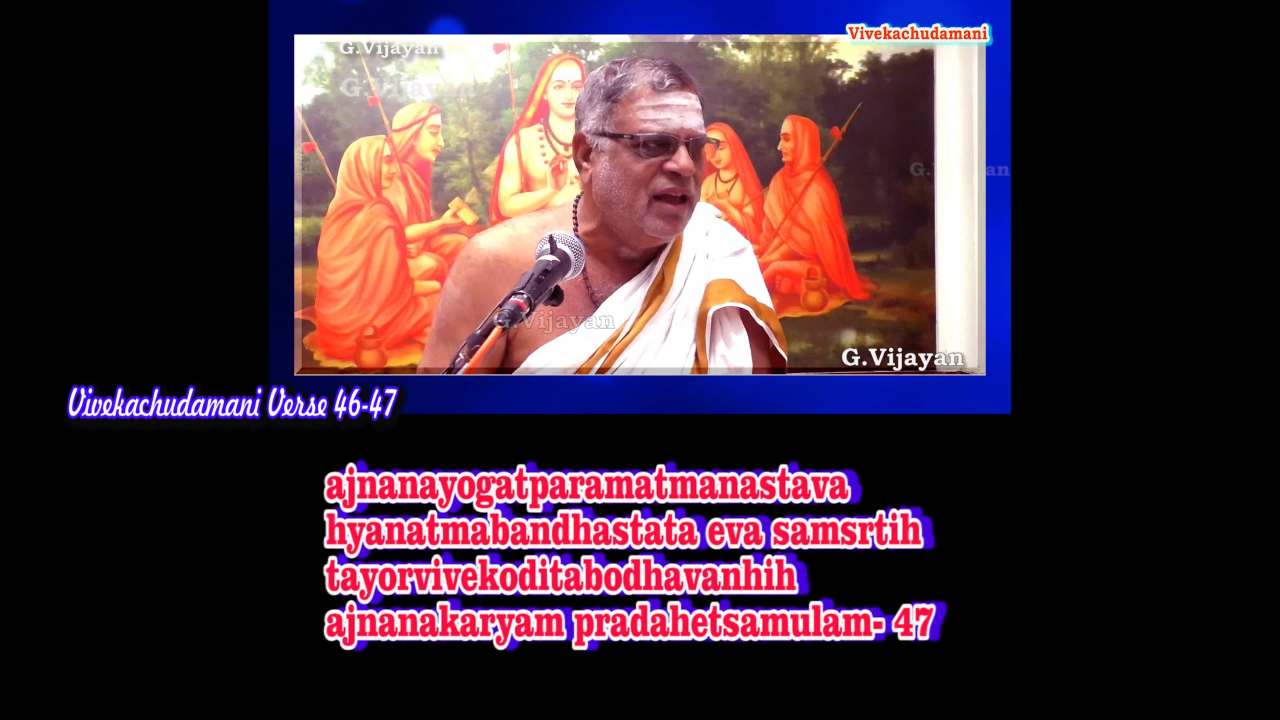 Vivekachudamani
G.Vijayan
G.Vijayan
G.Vijayan
G.Vijayan
Vivekachudamani Verse 46-47
ajnanayogatparamatmanastava
hyanatmabandhastata eva samsrtih
tayorvivekoditabodhavanhih
ajnanakaryam pradahetsamulam- 47